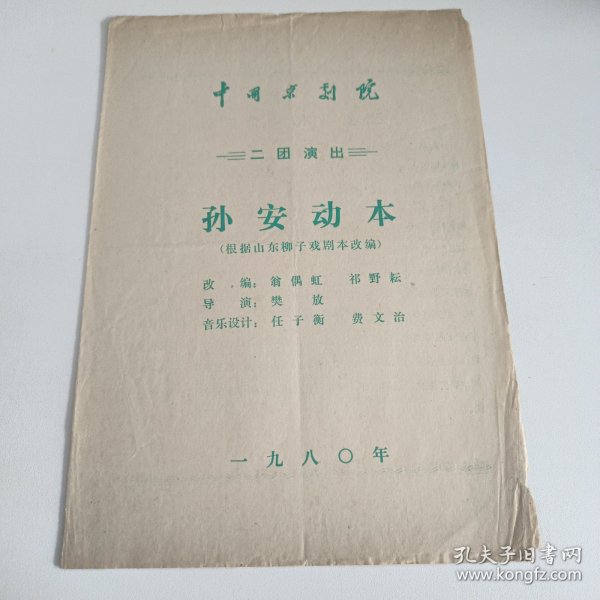 中国京剧院
二团演出
孙安动本
（根据山东柳子戏剧本改编）
改编：翁偶虹 祁野耘
导演：樊放
音乐设计：任子衡 费文治
一九八〇年
孔夫子旧书网
www.kongfz.com